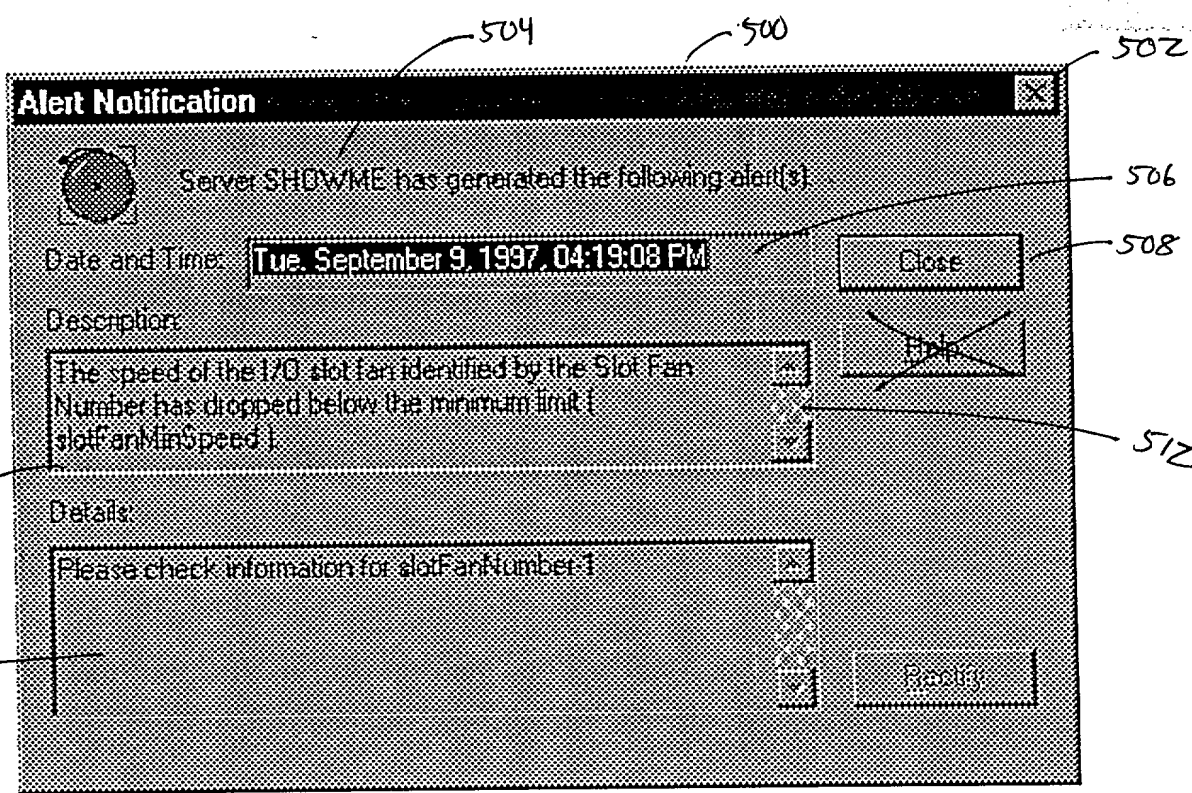 504
500
502
Alert Notification
Server SHOWME has generated the following alert(s)
506
Date and Time: Tue. September 9, 1997, 04:19:08 PM
Close
508
Description:
Help
The speed of the I/O slot fan identified by the Slot Fan
Number has dropped below the minimum limit (
slotFanMinSpeed ).
512
Details:
Please check information for slotFanNumber-1
Rectify